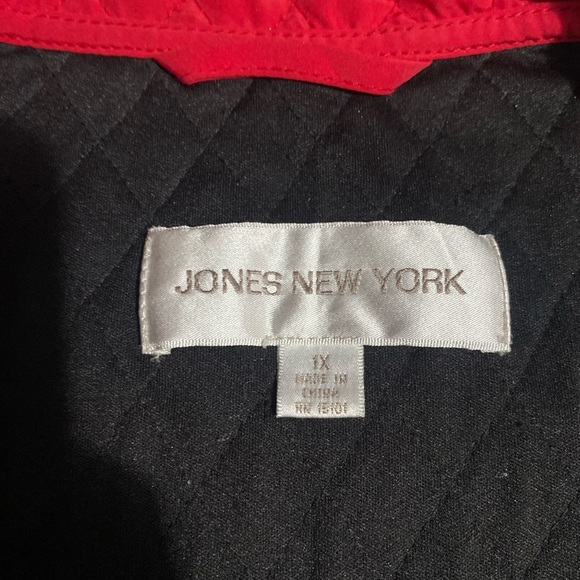 JONES NEW YORK
1X
MADE IN
CHINA
RN 15101